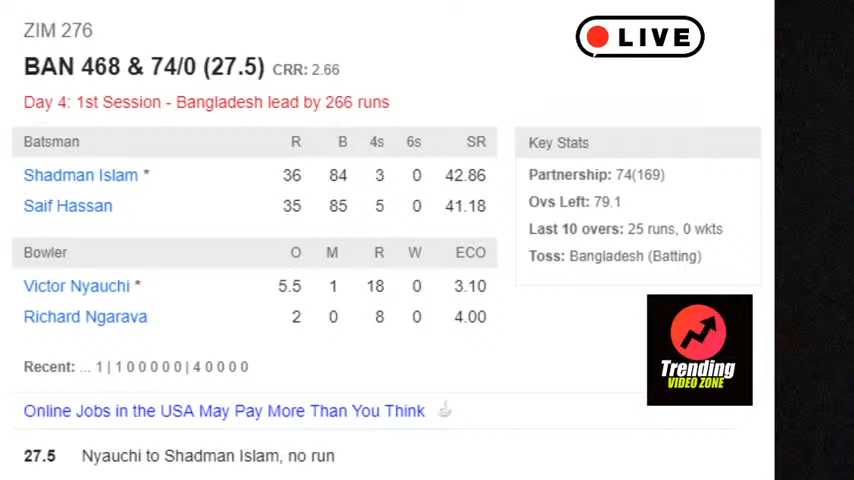 ZIM 276
LIVE
BAN 468 & 74/0 (27.5) CRR: 2.66
Day 4: 1st Session - Bangladesh lead by 266 runs
Batsman R B 4s 6s SR
Shadman Islam * 36 84 3 0 42.86
Saif Hassan 35 85 5 0 41.18
Bowler O M R W ECO
Victor Nyauchi * 5.5 1 18 0 3.10
Richard Ngarava 2 0 8 0 4.00
Key Stats
Partnership: 74(169)
Ovs Left: 79.1
Last 10 overs: 25 runs, 0 wkts
Toss: Bangladesh (Batting)
Trending
VIDEO ZONE
Recent: ... 1 | 1 0 0 0 0 0 | 4 0 0 0 0
Online Jobs in the USA May Pay More Than You Think
27.5 Nyauchi to Shadman Islam, no run